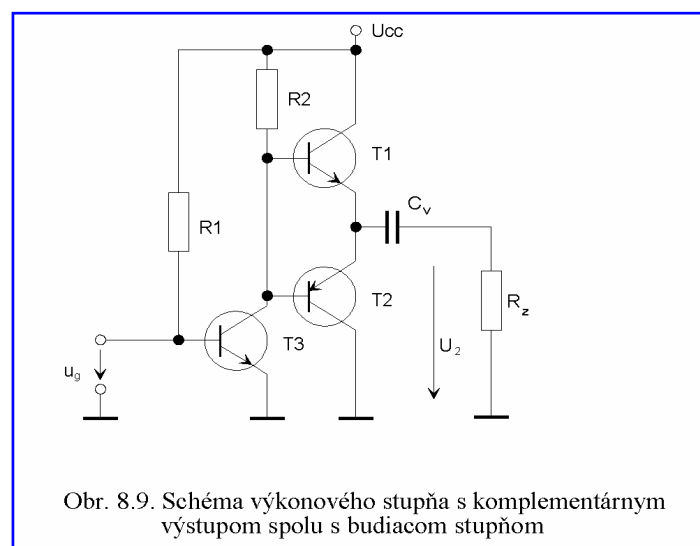 Ucc
R2
T1
R1
Cv
T2
Rz
T3
U2
ug
Obr. 8.9. Schéma výkonového stupňa s komplementárnym
výstupom spolu s budiacom stupňom